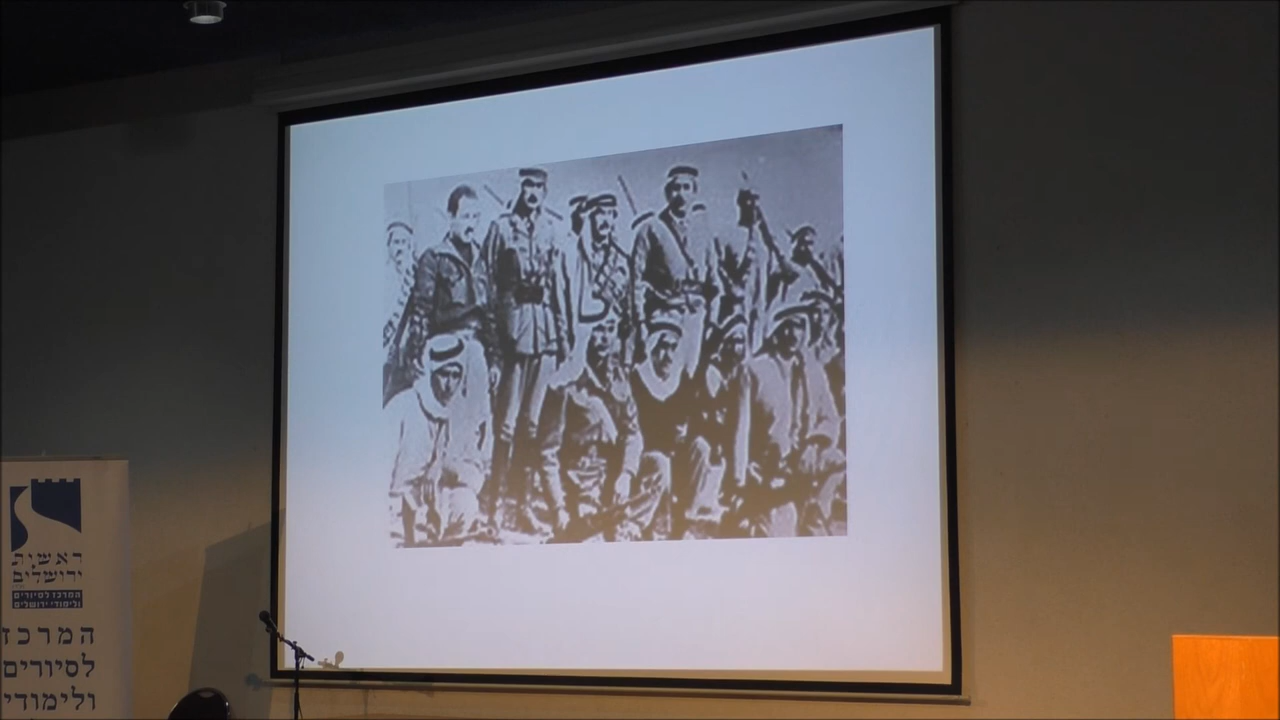 ראשית
ירושלים
המרכז לסיורים
ולימודי ירושלים
המרכז
לסיורים
ולימודי